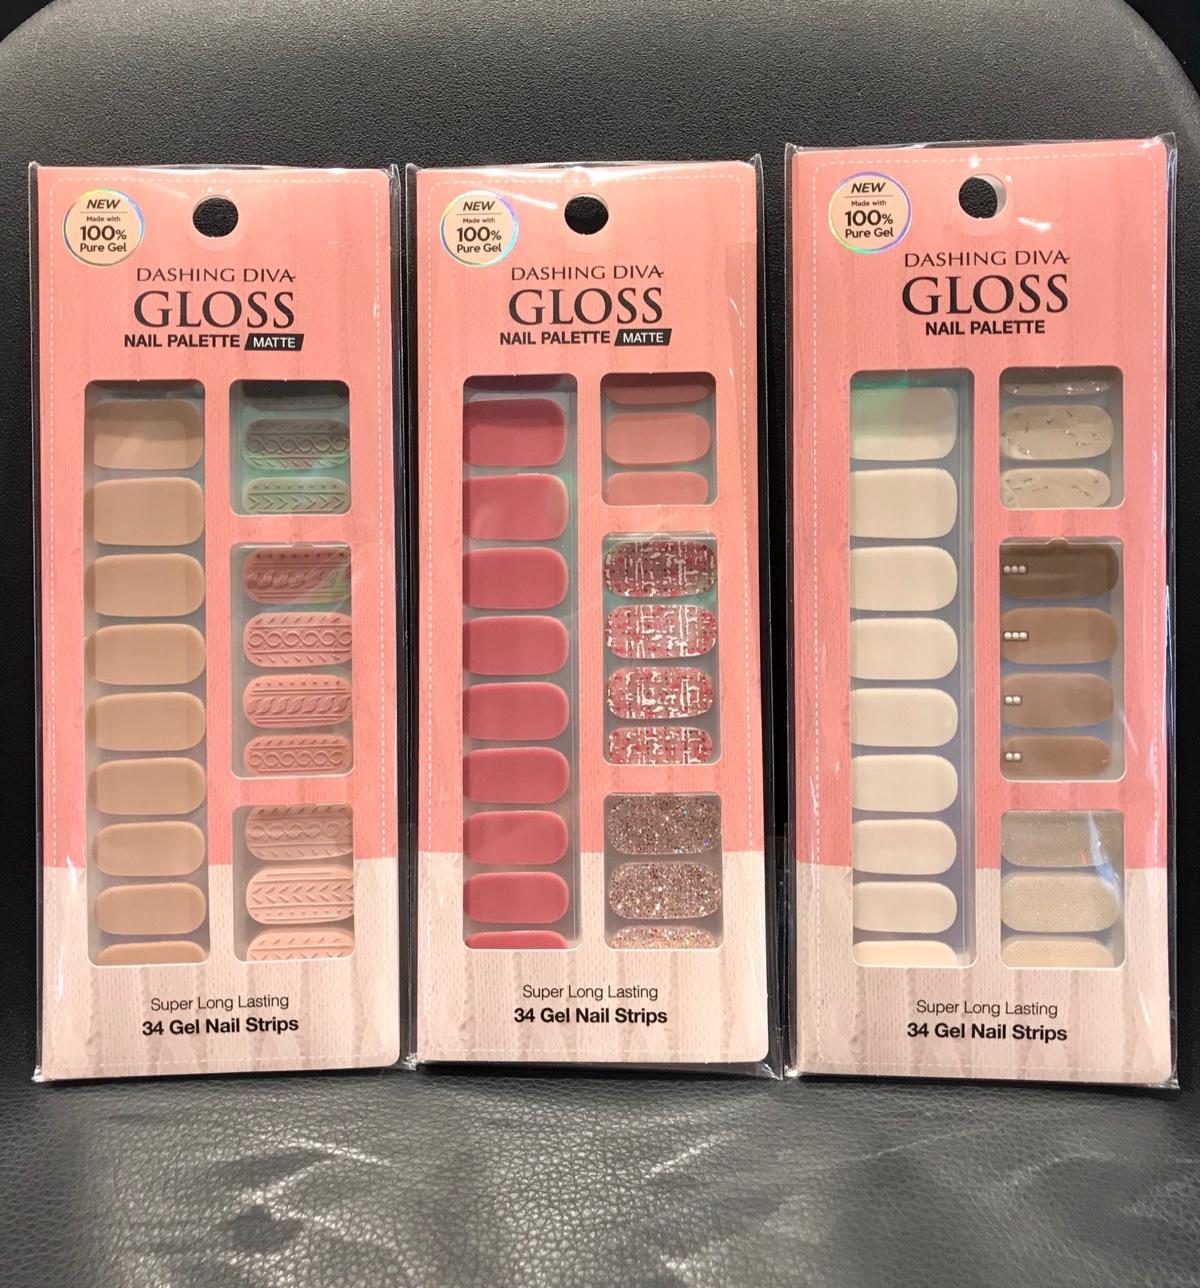 NEW
Made with
100%
Pure Gel
DASHING DIVA
GLOSS
NAIL PALETTE MATTE
Super Long Lasting
34 Gel Nail Strips
NEW
Made with
100%
Pure Gel
DASHING DIVA
GLOSS
NAIL PALETTE MATTE
Super Long Lasting
34 Gel Nail Strips
NEW
Made with
100%
Pure Gel
DASHING DIVA
GLOSS
NAIL PALETTE
Super Long Lasting
34 Gel Nail Strips